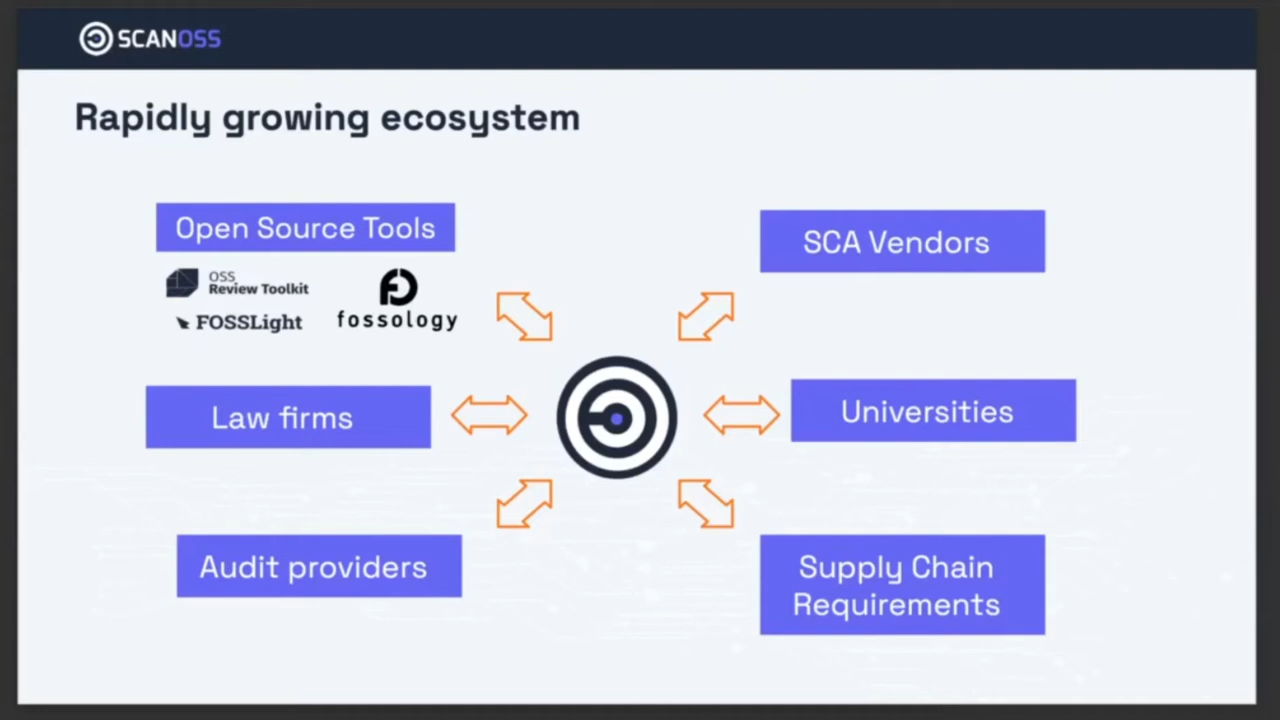 SCANOSS
Rapidly growing ecosystem
Open Source Tools
OSS
Review Toolkit
FOSSLight
fossology
SCA Vendors
Law firms
Universities
Audit providers
Supply Chain
Requirements